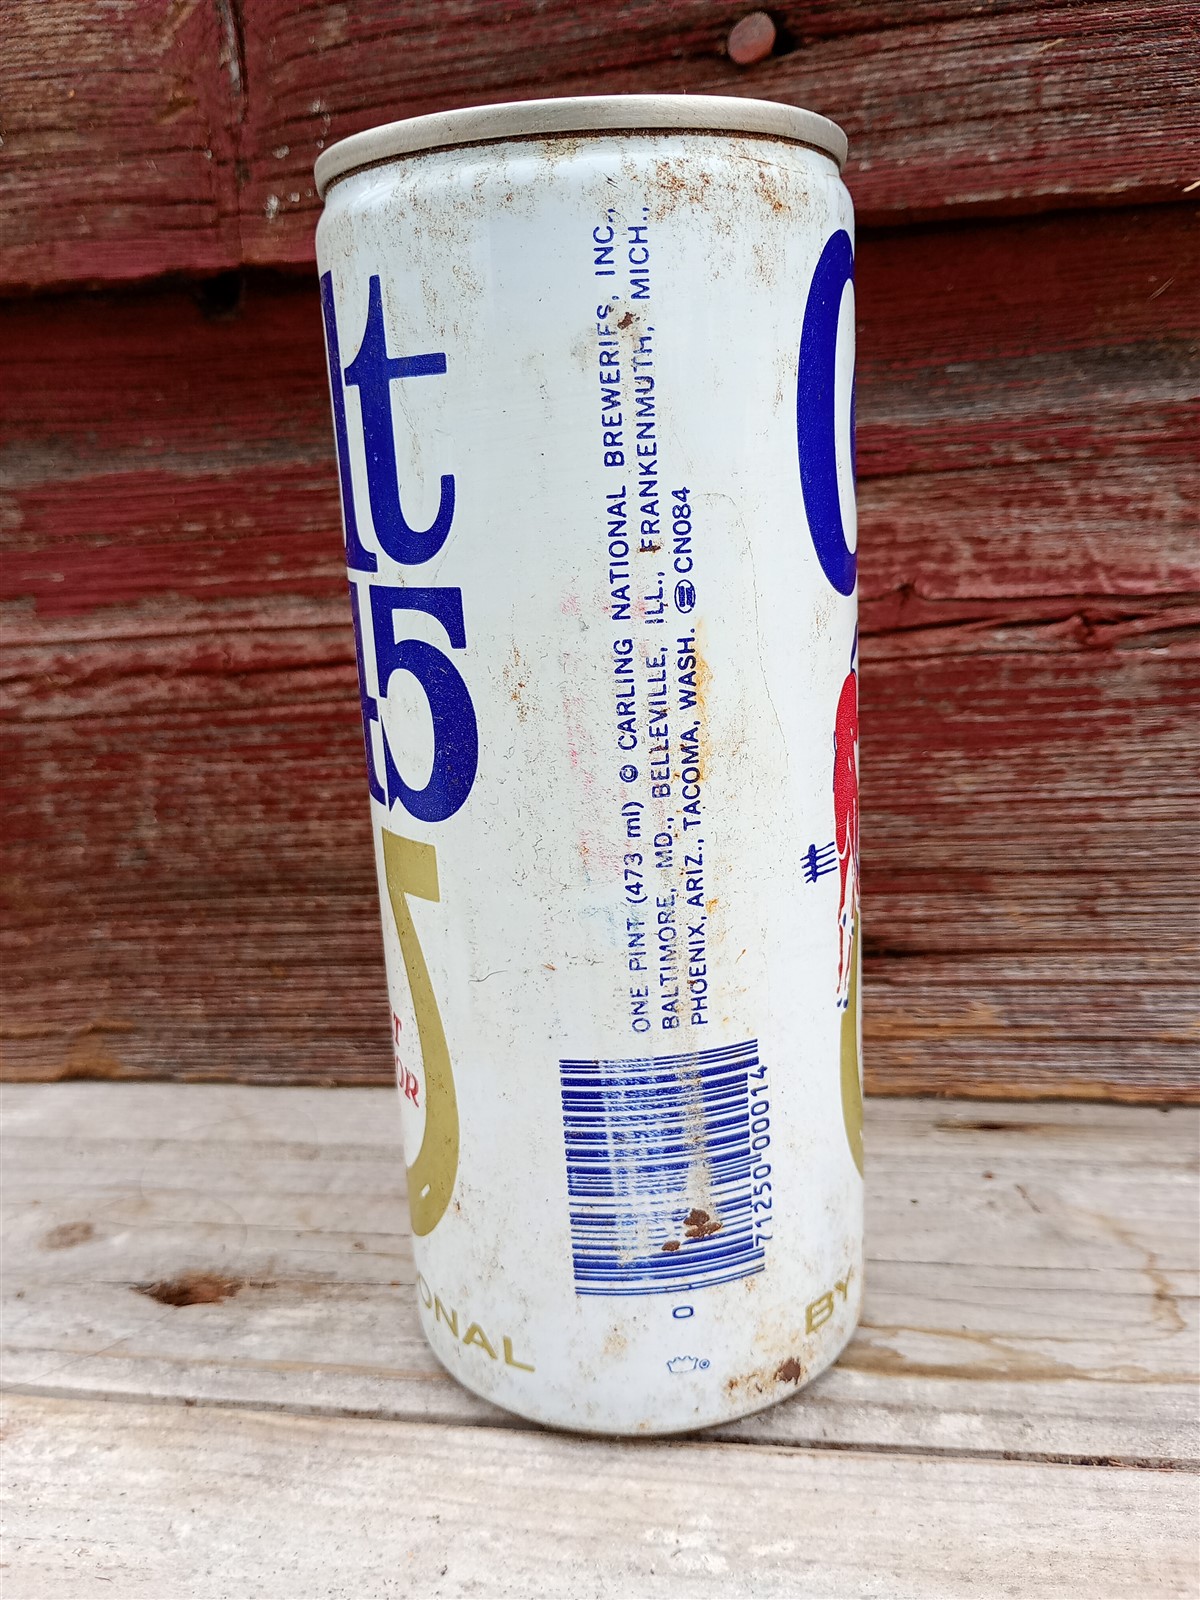 lt
45
T
OR
ONAL
ONE PINT (473 ml) © CARLING NATIONAL BREWERIES, INC.,
BALTIMORE, MD., BELLEVILLE, ILL., FRANKENMUTH, MICH.,
PHOENIX, ARIZ., TACOMA, WASH. CN084
71250 00014
0
BY